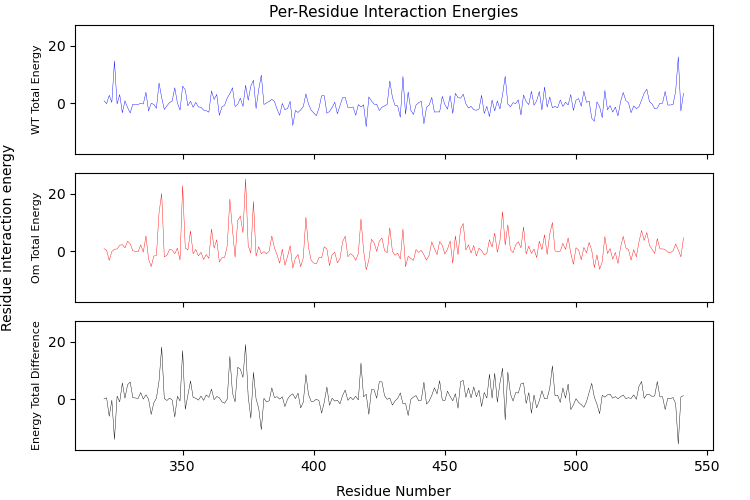 Per-Residue Interaction Energies
Residue interaction energy
WT Total Energy
20
0
Om Total Energy
20
0
Energy Total Difference
20
0
350
400
450
500
550
Residue Number